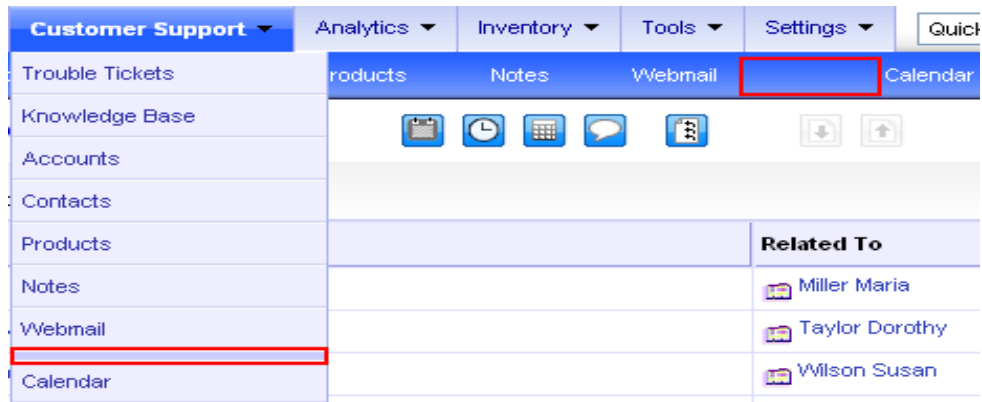 Customer Support Analytics Inventory Tools Settings
Trouble Tickets
roducts Notes Webmail Calendar
Knowledge Base
Accounts
Contacts
Products
Related To
Notes
Miller Maria
Webmail
Taylor Dorothy
Calendar
Wilson Susan